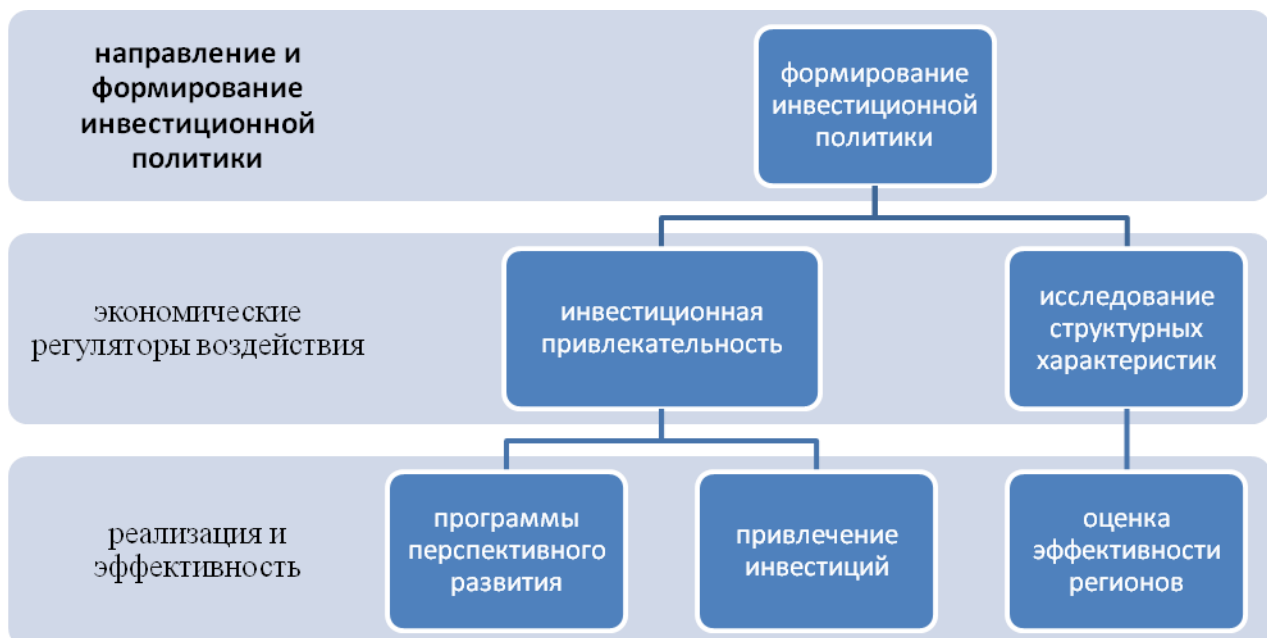 направление и
формирование
инвестиционной
политики
формирование
инвестиционной
политики
экономические
регуляторы воздействия
инвестиционная
привлекательность
исследование
структурных
характеристик
реализация и
эффективность
программы
перспективного
развития
привлечение
инвестиций
оценка
эффективности
регионов